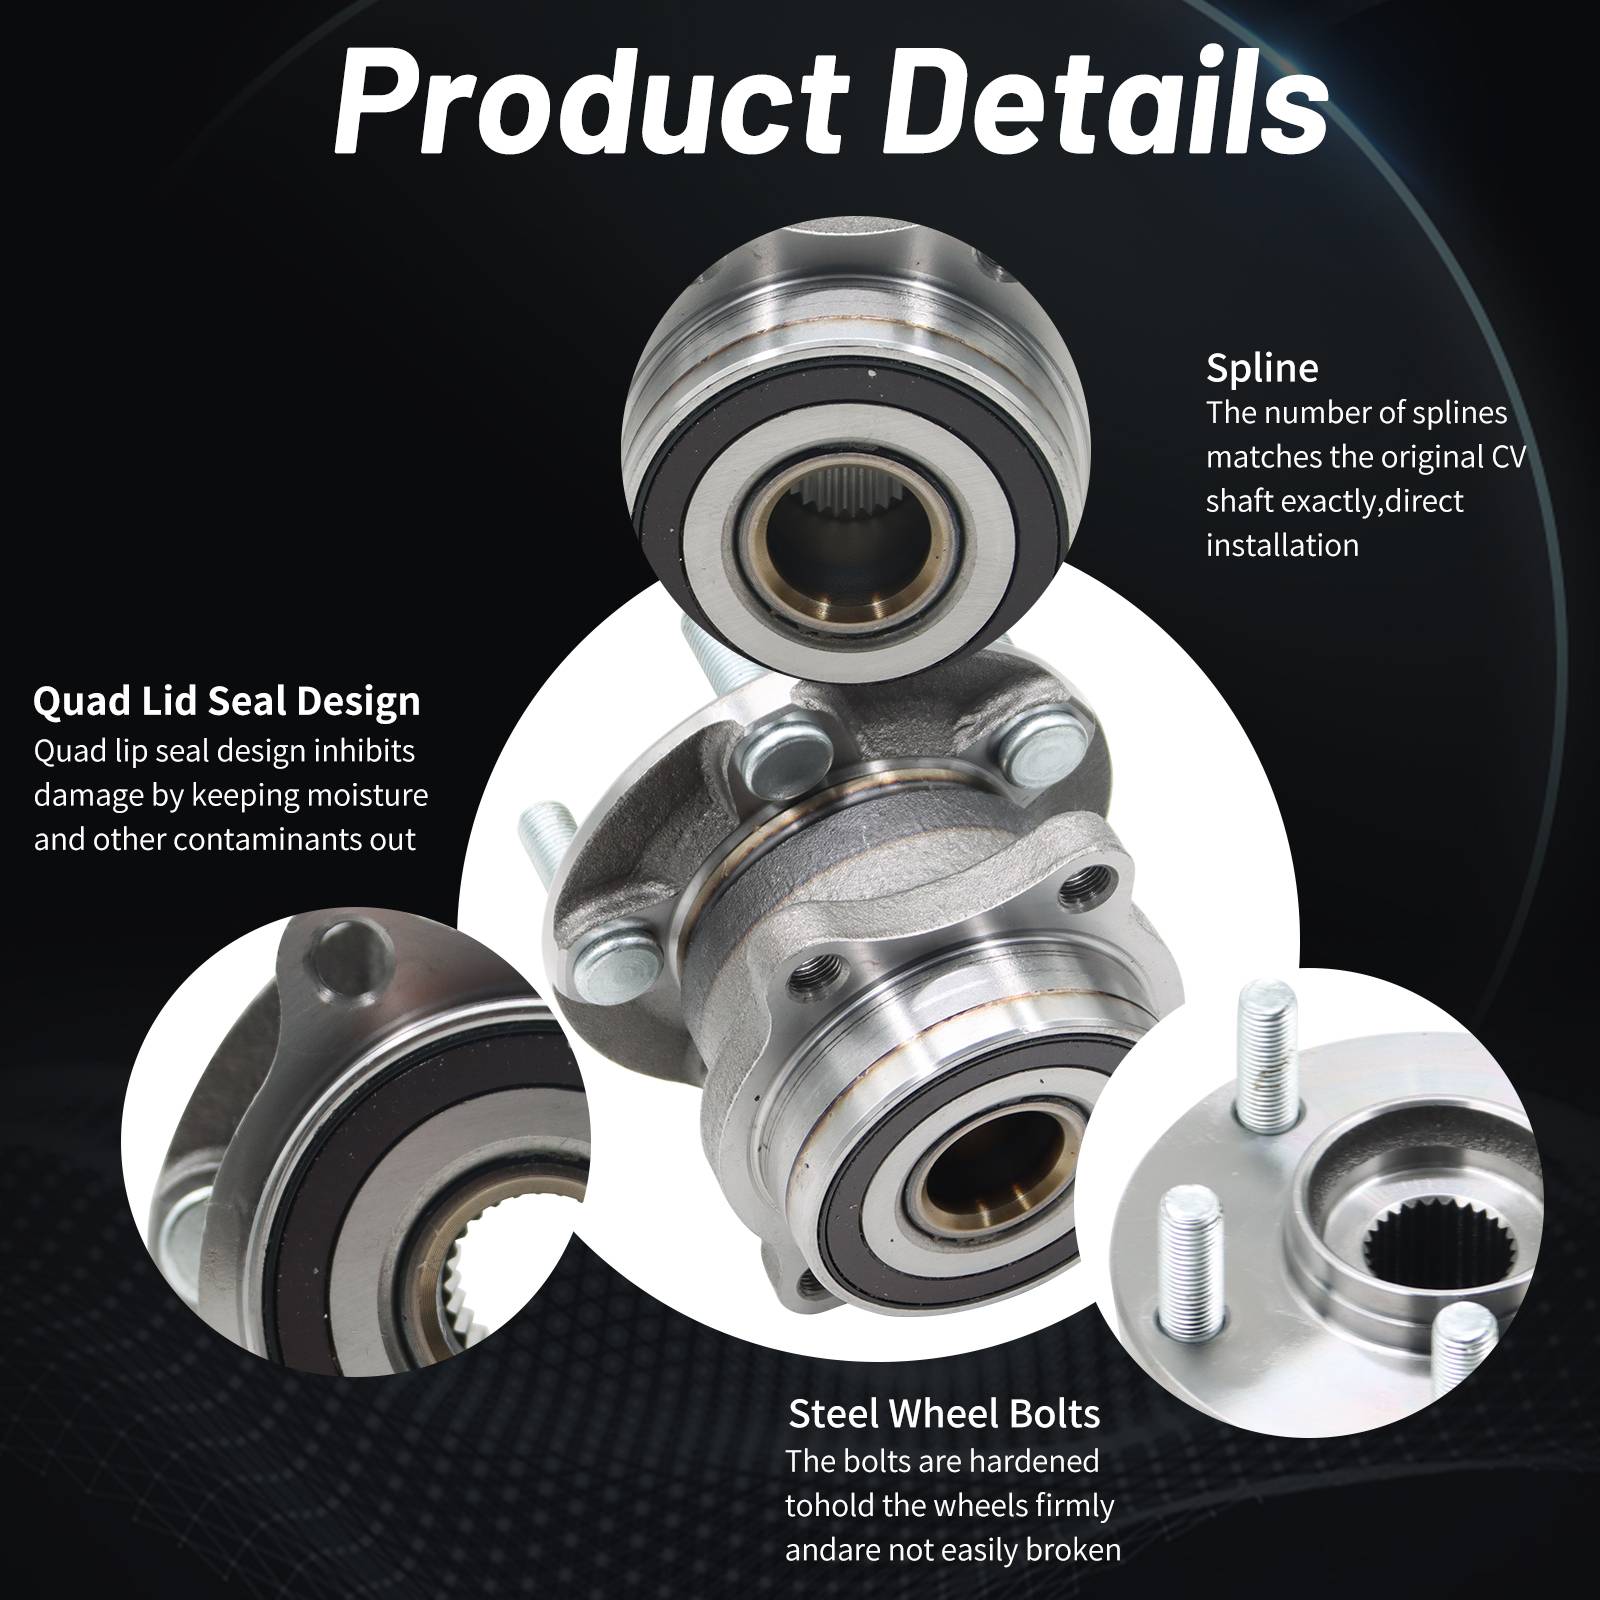 Product Details
Spline
The number of splines
matches the original CV
shaft exactly,direct
installation
Quad Lid Seal Design
Quad lip seal design inhibits
damage by keeping moisture
and other contaminants out
Steel Wheel Bolts
The bolts are hardened
tohold the wheels firmly
andare not easily broken